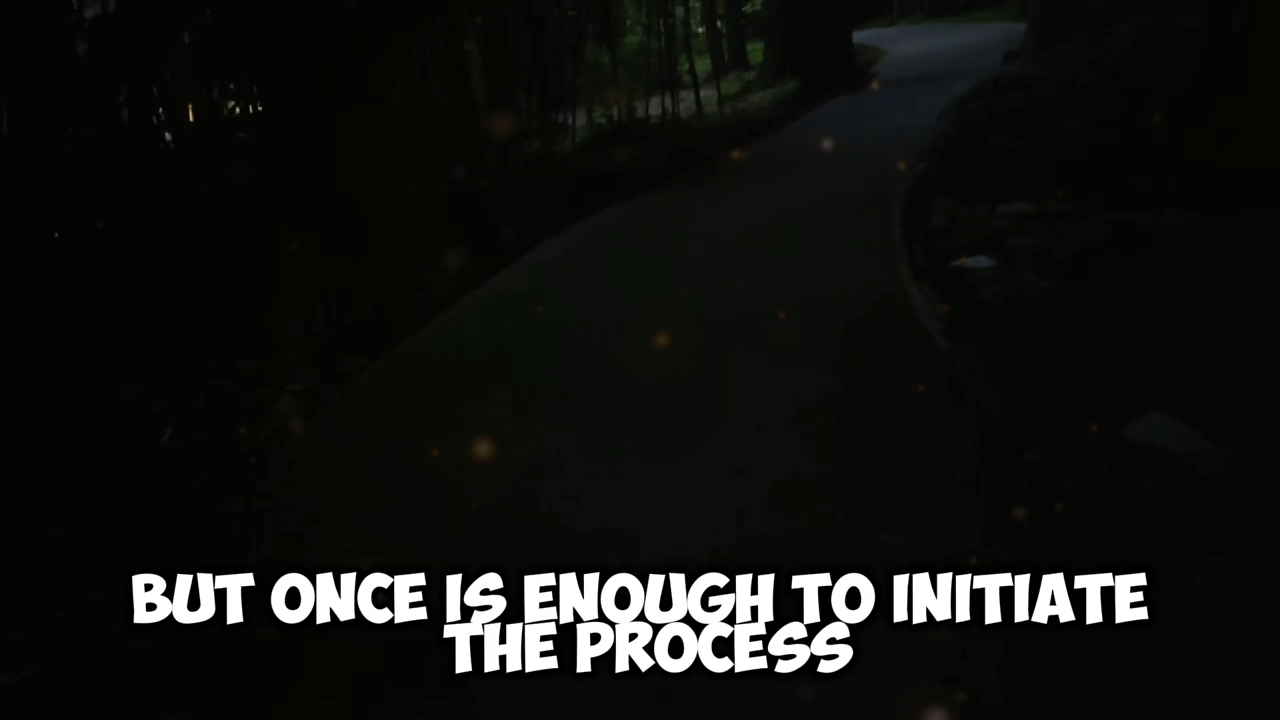 BUT ONCE IS ENOUGH TO INITIATE
THE PROCESS